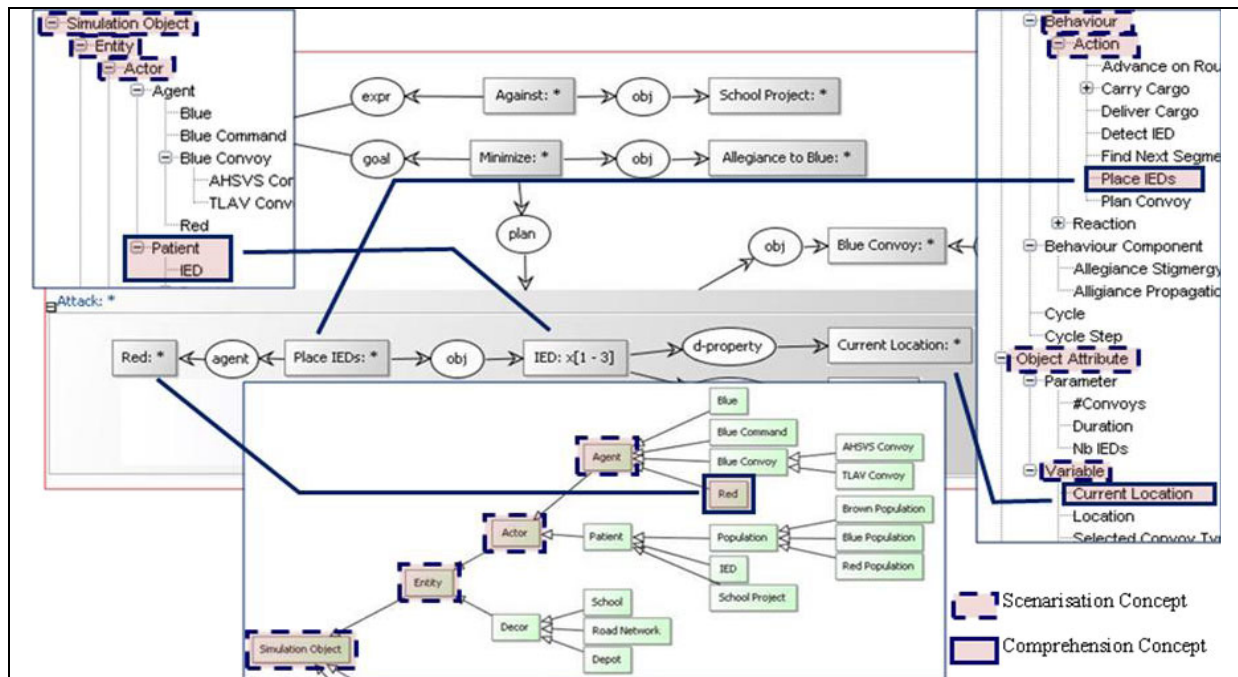 Simulation Object
Entity
Actor
Agent
Blue
Blue Command
Blue Convoy
AHSVS Cor
TLAV Conv
Red
Patient
IED
expr
Against: *
obj
School Project: *
goal
Minimize: *
obj
Allegiance to Blue: *
plan
obj
Blue Convoy: *
Attack: *
Red: *
agent
Place IEDs: *
obj
IED: x[1 - 3]
d-property
Current Location: *
Behaviour
Action
Advance on Rou
Carry Cargo
Deliver Cargo
Detect IED
Find Next Segme
Place IEDs
Plan Convoy
Reaction
Behaviour Component
Allegiance Stigmergy
Alligiance Propagatio
Cycle
Cycle Step
Object Attribute
Parameter
#Convoys
Duration
Nb IEDs
Variable
Current Location
Location
Selected Convoy Ty
Blue
Blue Command
Agent
Blue Convoy
AHSVS Convoy
TLAV Convoy
Red
Actor
Patient
Population
Brown Population
Blue Population
Red Population
IED
School Project
Entity
Decor
School
Road Network
Depot
Simulation Object
Scenarisation Concept
Comprehension Concept